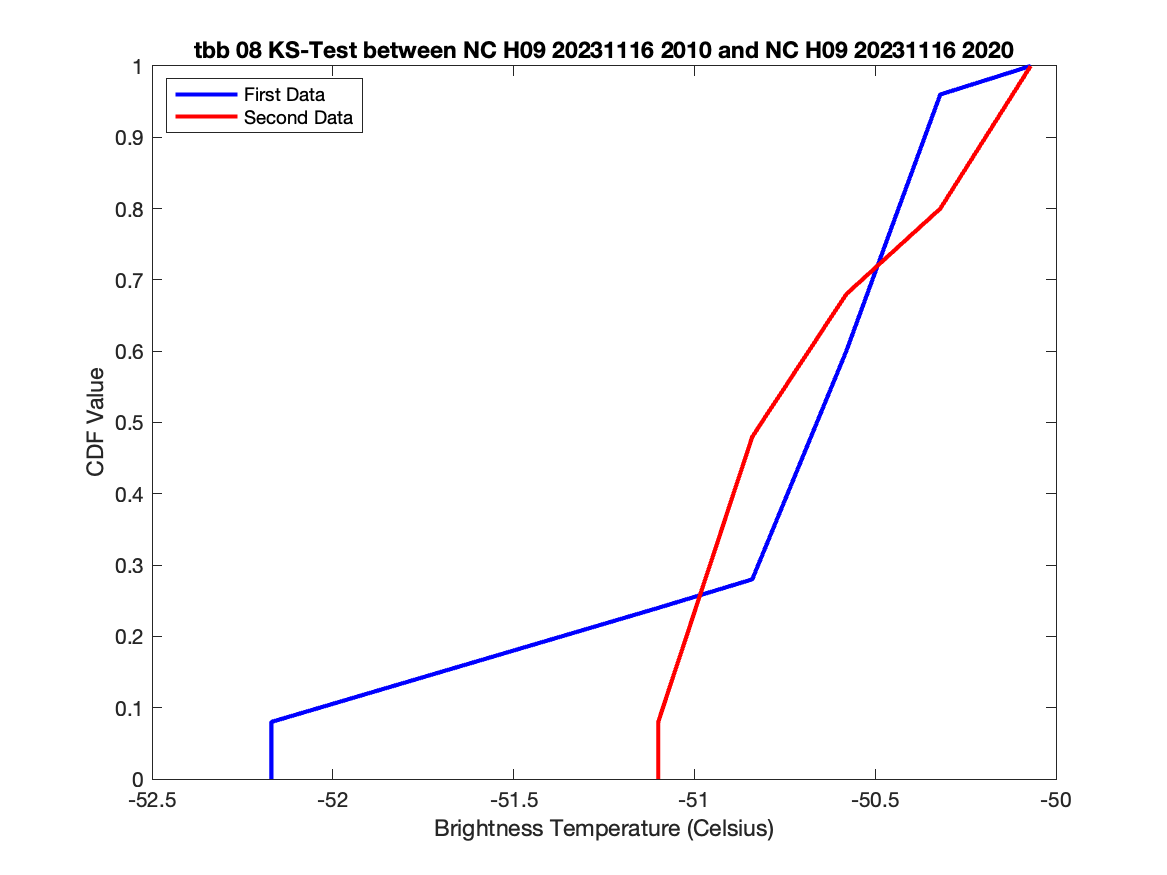 tbb 08 KS-Test between NC H09 20231116 2010 and NC H09 20231116 2020
First Data
Second Data
1
0.9
0.8
0.7
0.6
0.5
0.4
0.3
0.2
0.1
0
CDF Value
-52.5 -52 -51.5 -51 -50.5 -50
Brightness Temperature (Celsius)